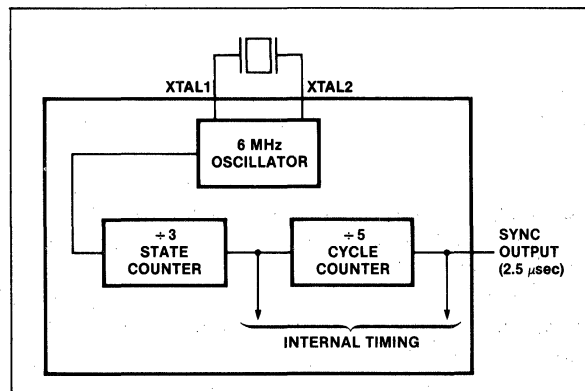 XTAL1
XTAL2
6 MHz
OSCILLATOR
÷3
STATE
COUNTER
÷5
CYCLE
COUNTER
SYNC
OUTPUT
(2.5 μsec)
INTERNAL TIMING